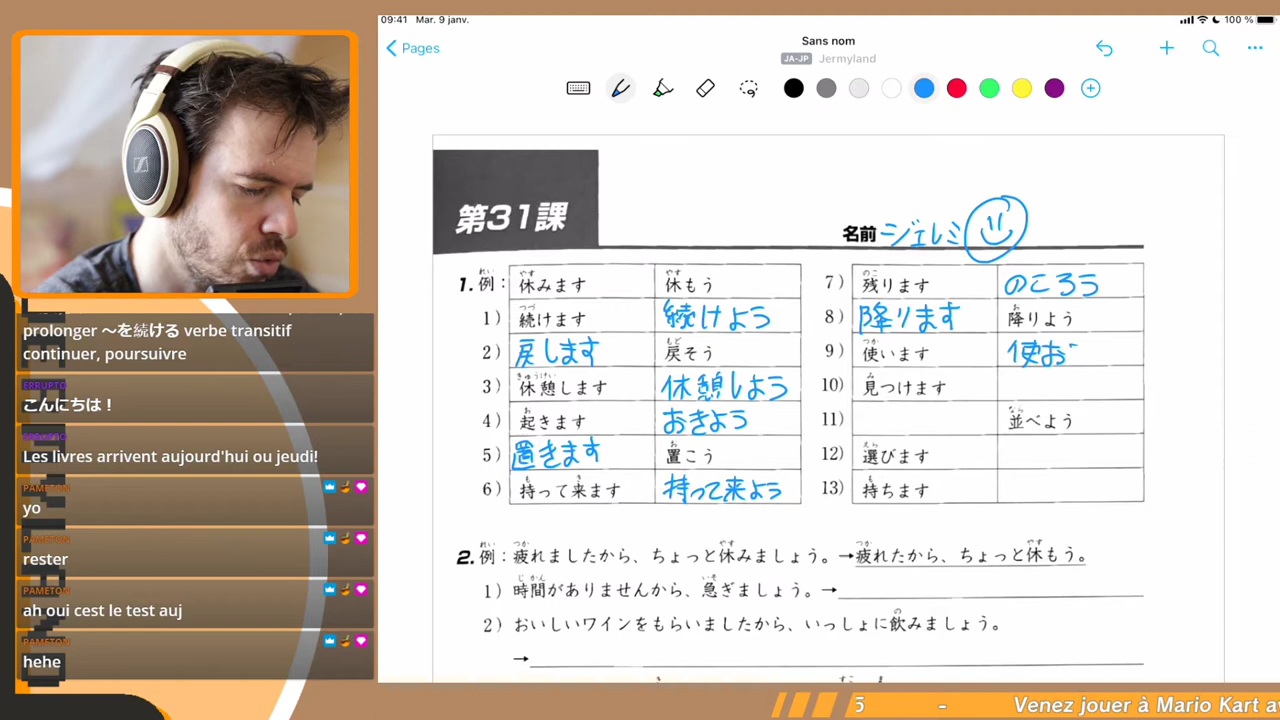 09:41 Mar. 9 janv.
100 %
Pages
Sans nom
JA-JP Jermyland
第31課
名前 ジェレミ
1. 例： 休みます 休もう
1) 続けます 続けよう
2) 戻します 戻そう
3) 休憩します 休憩しよう
4) 起きます おきよう
5) 置きます 置こう
6) 持って来ます 持って来よう
7) 残ります のころう
8) 降ります 降りよう
9) 使います 使お
10) 見つけます
11) 並べよう
12) 選びます
13) 持ちます
2. 例：疲れましたから、ちょっと休みましょう。→疲れたから、ちょっと休もう。
1) 時間がありませんから、急ぎましょう。→
2) おいしいワインをもらいましたから、いっしょに飲みましょう。
→
prolonger ～を続ける verbe transitif
continuer, poursuivre
ERRUPTO
こんにちは！
ERRUPTO
Les livres arrivent aujourd'hui ou jeudi!
PAMETON
yo
PAMETON
rester
PAMETON
ah oui cest le test auj
PAMETON
hehe
5 - Venez jouer à Mario Kart a